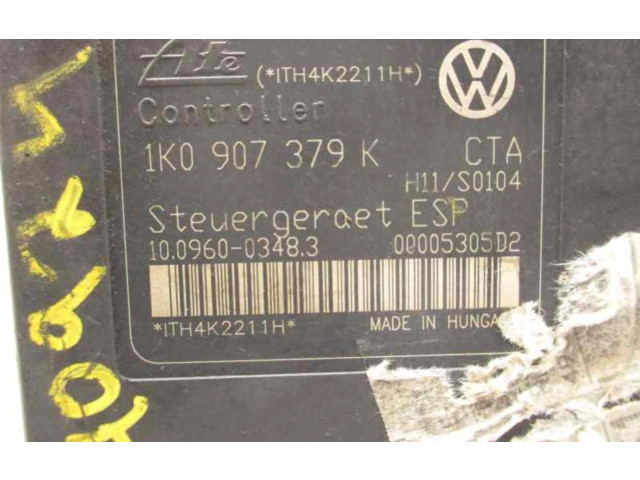 Ate (*ITH4K2211H*)
Controller
1K0 907 379 K CTA
H11/S0104
Steuergeraet ESP
10.0960-0348.3 00005305D2
*ITH4K2211H* MADE IN HUNGA